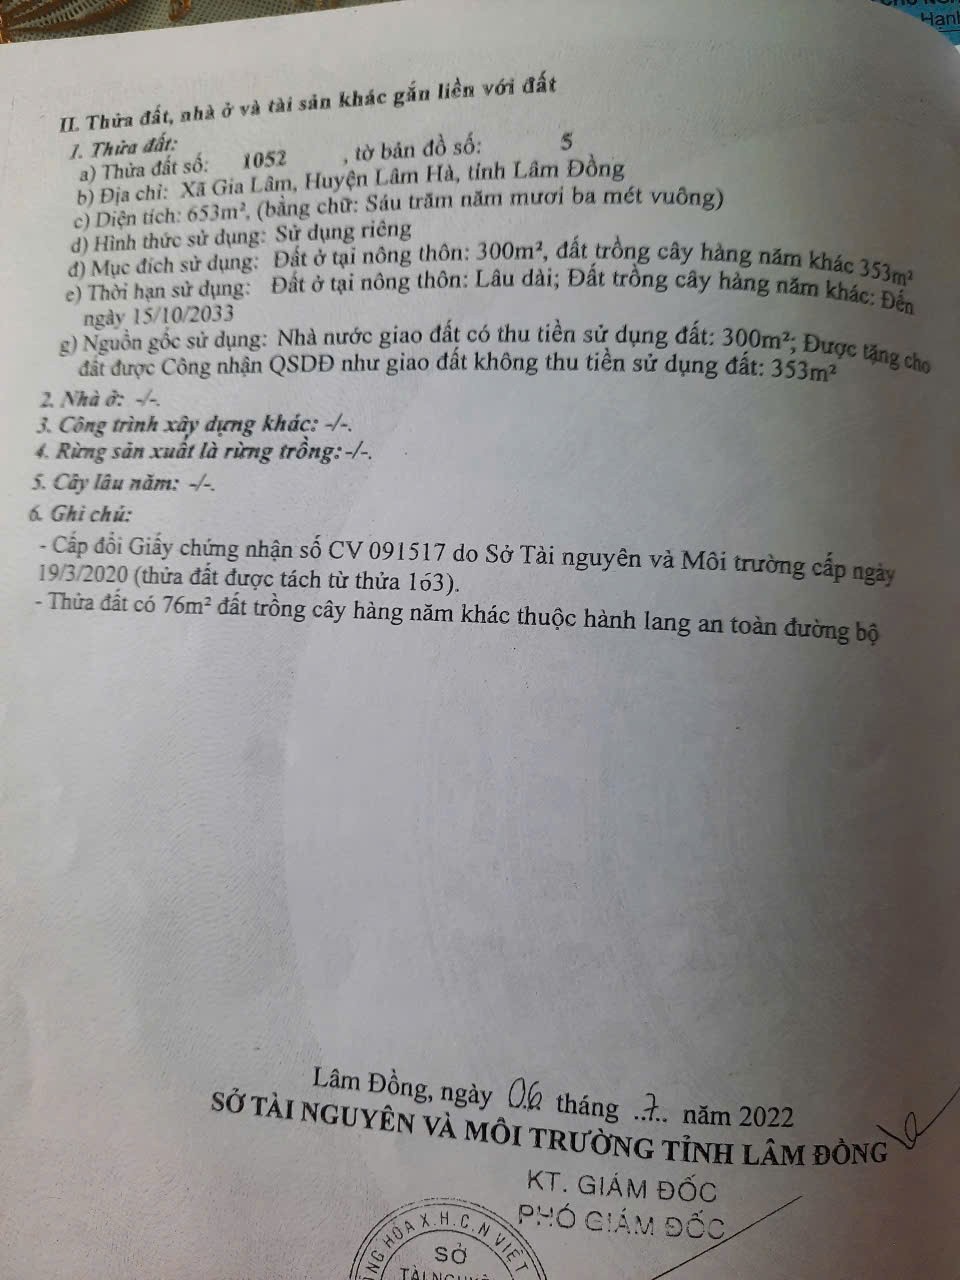 Hạnh
II. Thửa đất, nhà ở và tài sản khác gắn liền với đất
1. Thửa đất:
a) Thửa đất số: 1052 , tờ bản đồ số: 5
b) Địa chỉ: Xã Gia Lâm, Huyện Lâm Hà, tỉnh Lâm Đồng
c) Diện tích: 653m², (bằng chữ: Sáu trăm năm mươi ba mét vuông)
d) Hình thức sử dụng: Sử dụng riêng
đ) Mục đích sử dụng: Đất ở tại nông thôn: 300m², đất trồng cây hàng năm khác 353m²
e) Thời hạn sử dụng: Đất ở tại nông thôn: Lâu dài; Đất trồng cây hàng năm khác: Đến
ngày 15/10/2033
g) Nguồn gốc sử dụng: Nhà nước giao đất có thu tiền sử dụng đất: 300m²; Được tặng cho
đất được Công nhận QSDĐ như giao đất không thu tiền sử dụng đất: 353m²
2. Nhà ở: -/-.
3. Công trình xây dựng khác: -/-.
4. Rừng sản xuất là rừng trồng: -/-.
5. Cây lâu năm: -/-.
6. Ghi chú:
- Cấp đổi Giấy chứng nhận số CV 091517 do Sở Tài nguyên và Môi trường cấp ngày
19/3/2020 (thửa đất được tách từ thửa 163).
- Thửa đất có 76m² đất trồng cây hàng năm khác thuộc hành lang an toàn đường bộ
Lâm Đồng, ngày 06 tháng ..7.. năm 2022
SỞ TÀI NGUYÊN VÀ MÔI TRƯỜNG TỈNH LÂM ĐỒNG
KT. GIÁM ĐỐC
PHÓ GIÁM ĐỐC
HÒA X.H.C.N VIỆT
SỞ